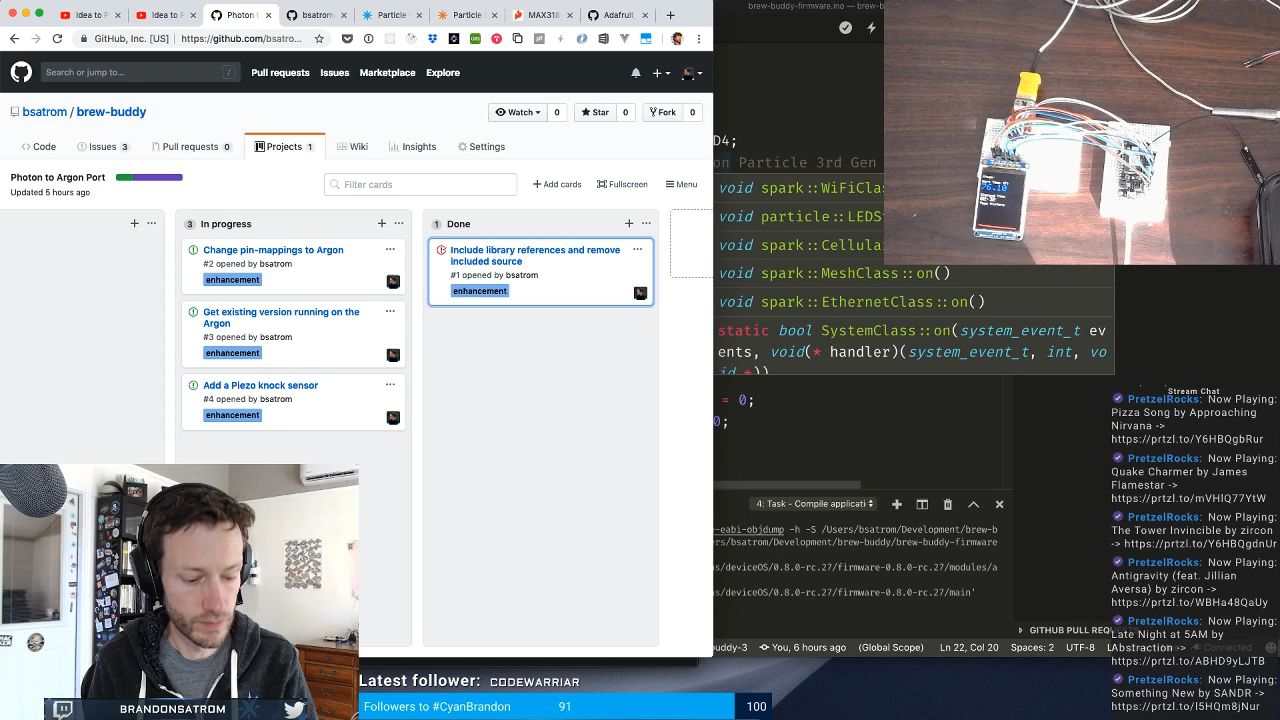 Idea to P
Idea to P
Photon t
bsatrom
Particle
Particle
MAX318
Adafruit_
GitHub, Inc. [US]
https://github.com/bsatro...
Search or jump to...
Pull requests
Issues
Marketplace
Explore
bsatrom / brew-buddy
Watch
0
Star
0
Fork
0
Code
Issues 3
Pull requests 0
Projects 1
Wiki
Insights
Settings
Photon to Argon Port
Updated 5 hours ago
Filter cards
Add cards
Fullscreen
Menu
3 In progress
Change pin-mappings to Argon
#2 opened by bsatrom
enhancement
Get existing version running on the
Argon
#3 opened by bsatrom
enhancement
Add a Piezo knock sensor
#4 opened by bsatrom
enhancement
1 Done
Include library references and remove
included source
#1 opened by bsatrom
enhancement
brew-buddy-firmware.ino — brew-b
D4;
on Particle 3rd Gen
void spark::WiFiClas
void particle::LEDSt
void spark::Cellula
void spark::MeshClass::on()
void spark::EthernetClass::on()
static bool SystemClass::on(system_event_t ev
ents, void(* handler)(system_event_t, int, vo
id *))
= 0;
0;
4: Task - Compile applicati
-eabi-objdump -h -S /Users/bsatrom/Development/brew-b
ers/bsatrom/Development/brew-buddy/brew-buddy-firmware
ns/deviceOS/0.8.0-rc.27/firmware-0.8.0-rc.27/modules/a
ns/deviceOS/0.8.0-rc.27/firmware-0.8.0-rc.27/main'
GITHUB PULL REQUE
uddy-3
You, 6 hours ago
(Global Scope)
Ln 22, Col 20
Spaces: 2
UTF-8
Stream Chat
PretzelRocks: Now Playing:
Pizza Song by Approaching
Nirvana ->
https://prtzl.to/Y6HBQgbRur
PretzelRocks: Now Playing:
Quake Charmer by James
Flamestar ->
https://prtzl.to/mVHlQ77YtW
PretzelRocks: Now Playing:
The Tower Invincible by zircon
-> https://prtzl.to/Y6HBQgdnUr
PretzelRocks: Now Playing:
Antigravity (feat. Jillian
Aversa) by zircon ->
https://prtzl.to/WBHa48QaUy
PretzelRocks: Now Playing:
Late Night at 5AM by
Abstraction ->
https://prtzl.to/ABHD9yLJTB
PretzelRocks: Now Playing:
Something New by SANDR ->
https://prtzl.to/l5HQm8jNur
Connected
BRANDONSATROM
Latest follower: CODEWARRIAR
Followers to #CyanBrandon
91
100